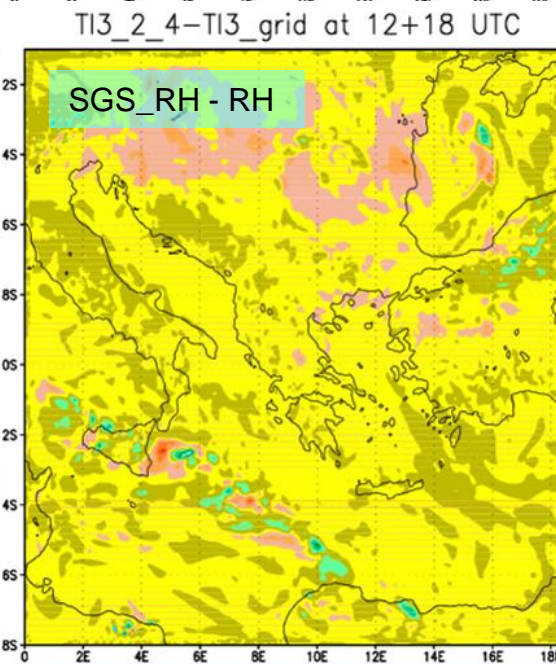 TI3_2_4-TI3_grid at 12+18 UTC
SGS_RH - RH
2S
4S
6S
8S
0S
2S
4S
6S
8S
0 2E 4E 6E 8E 10E 12E 14E 16E 18